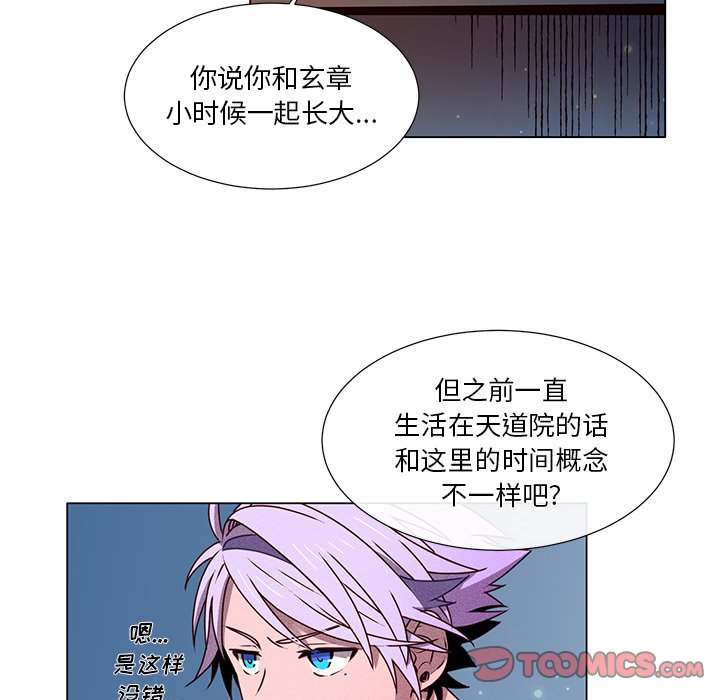 你说你和玄章
小时候一起长大...
但之前一直
生活在天道院的话
和这里的时间概念
不一样吧?
嗯...
是这样
没错
TOOMICS.COM